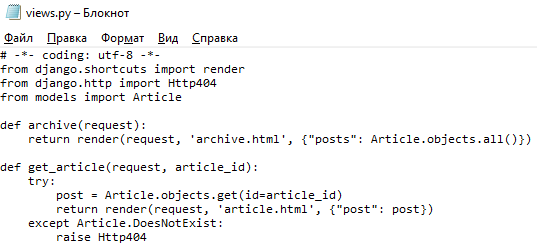 views.py – Блокнот
Файл Правка Формат Вид Справка
# -*- coding: utf-8 -*-
from django.shortcuts import render
from django.http import Http404
from models import Article

def archive(request):
    return render(request, 'archive.html', {"posts": Article.objects.all()})

def get_article(request, article_id):
    try:
        post = Article.objects.get(id=article_id)
        return render(request, 'article.html', {"post": post})
    except Article.DoesNotExist:
        raise Http404